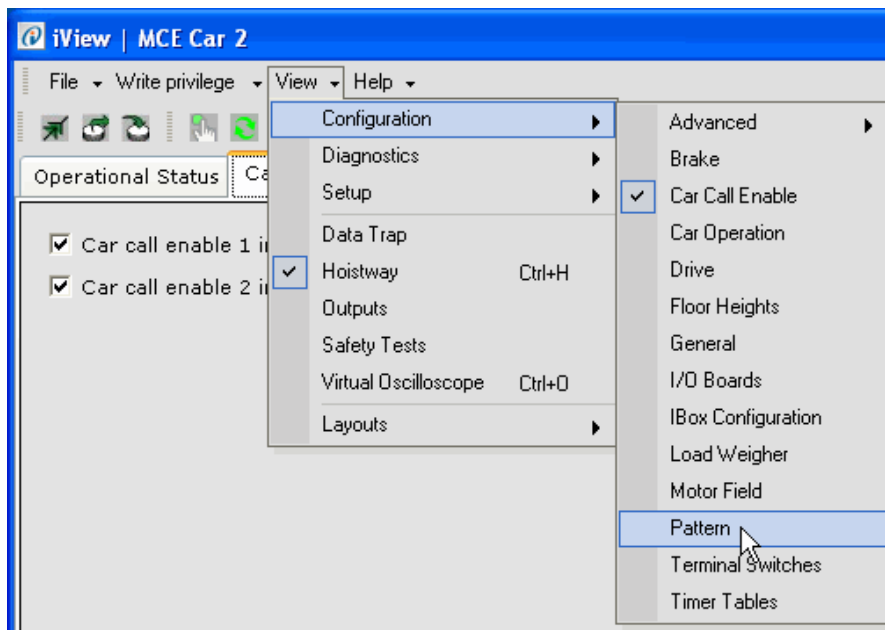 iView | MCE Car 2
File Write privilege View Help
Operational Status
Car call enable 1
Car call enable 2
Configuration
Diagnostics
Setup
Data Trap
Hoistway Ctrl+H
Outputs
Safety Tests
Virtual Oscilloscope Ctrl+O
Layouts
Advanced
Brake
Car Call Enable
Car Operation
Drive
Floor Heights
General
I/O Boards
IBox Configuration
Load Weigher
Motor Field
Pattern
Terminal Switches
Timer Tables